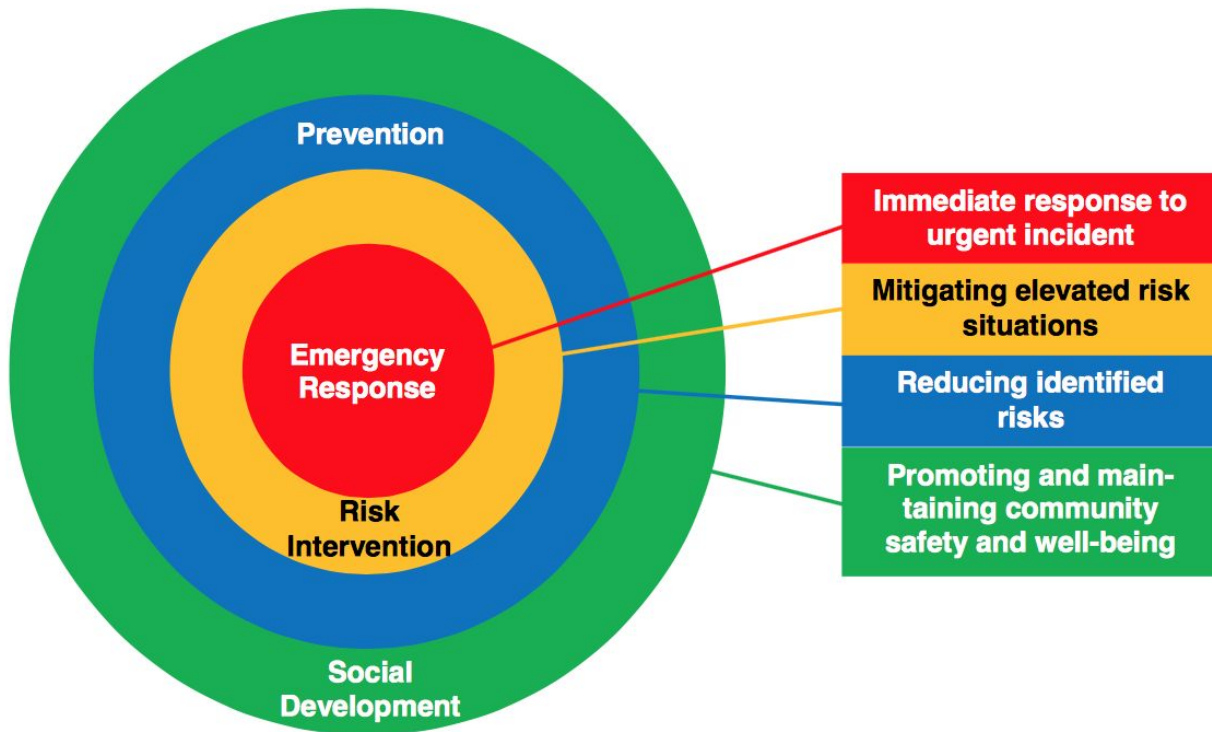 Prevention
Emergency
Response
Risk
Intervention
Social
Development
Immediate response to
urgent incident
Mitigating elevated risk
situations
Reducing identified
risks
Promoting and main-
taining community
safety and well-being